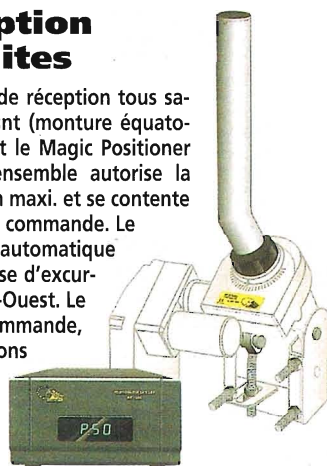 ption
ites
de réception tous sa-
nt (monture équato-
t le Magic Positioner
ensemble autorise la
n maxi. et se contente
commande. Le
automatique
se d'excur-
-Ouest. Le
mmande,
ons
P50